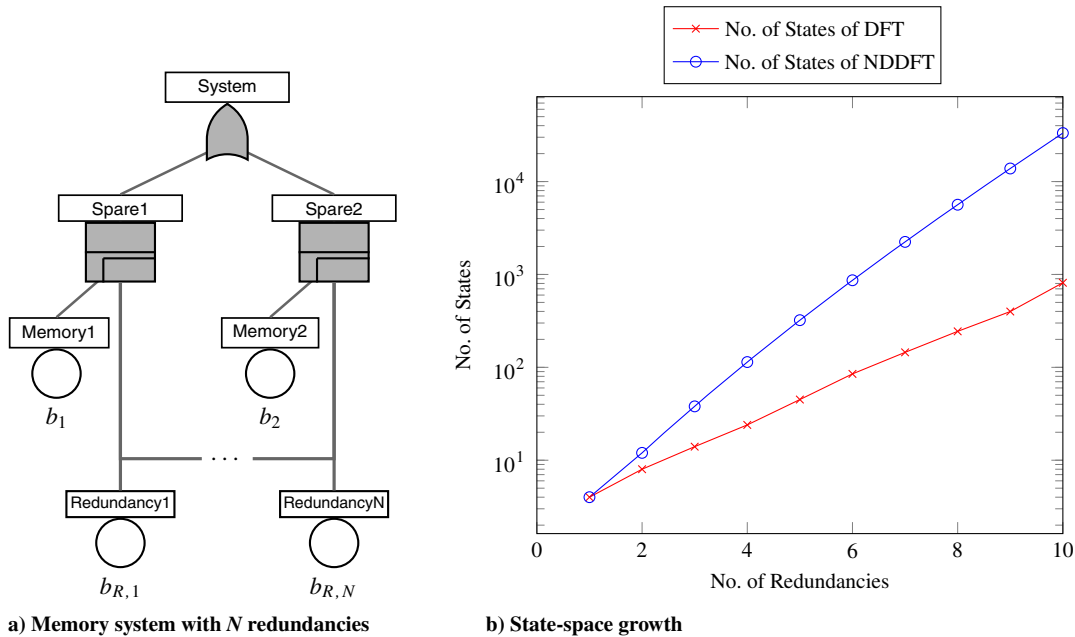 System
Spare1
Spare2
Memory1
Memory2
b1
b2
...
Redundancy1
RedundancyN
bR,1
bR,N
a) Memory system with N redundancies
No. of States of DFT
No. of States of NDDFT
No. of States
10^4
10^3
10^2
10^1
0 2 4 6 8 10
No. of Redundancies
b) State-space growth